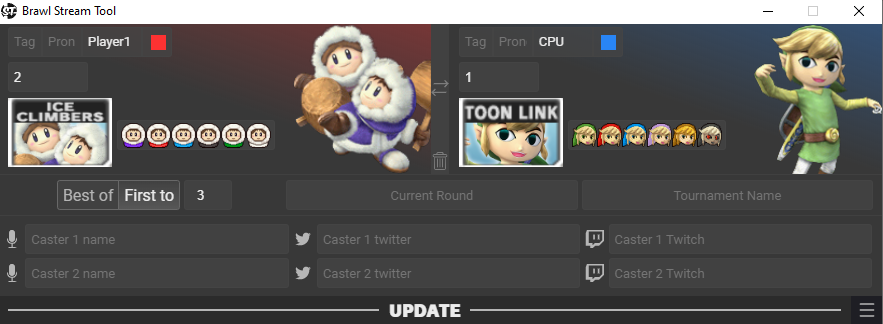 Brawl Stream Tool
Tag Pron Player1
Tag Pron CPU
2
1
ICE CLIMBERS
TOON LINK
Best of First to 3 Current Round Tournament Name
Caster 1 name Caster 1 twitter Caster 1 Twitch
Caster 2 name Caster 2 twitter Caster 2 Twitch
UPDATE